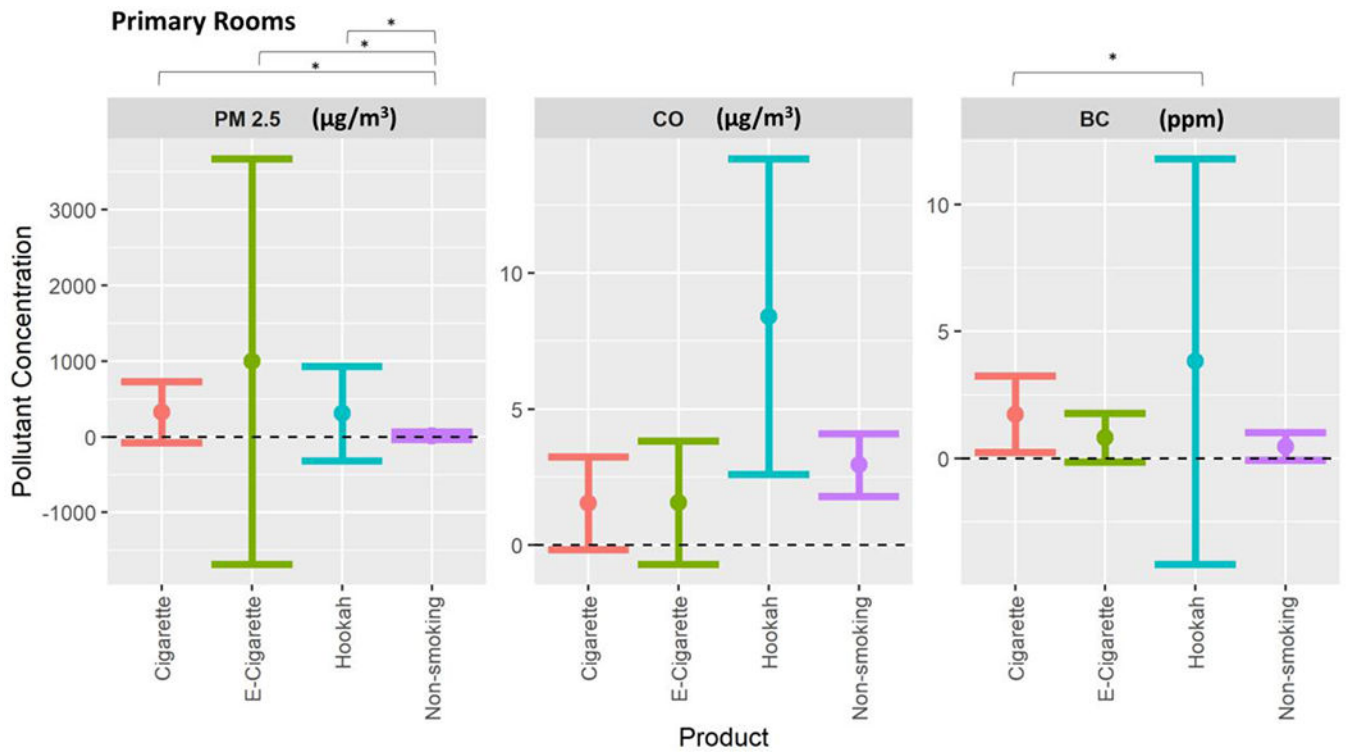 Primary Rooms
*
*
*
*
PM 2.5 (µg/m³)
CO (µg/m³)
BC (ppm)
Pollutant Concentration
3000
2000
1000
0
-1000
10
5
0
10
5
0
Cigarette
E-Cigarette
Hookah
Non-smoking
Cigarette
E-Cigarette
Hookah
Non-smoking
Cigarette
E-Cigarette
Hookah
Non-smoking
Product